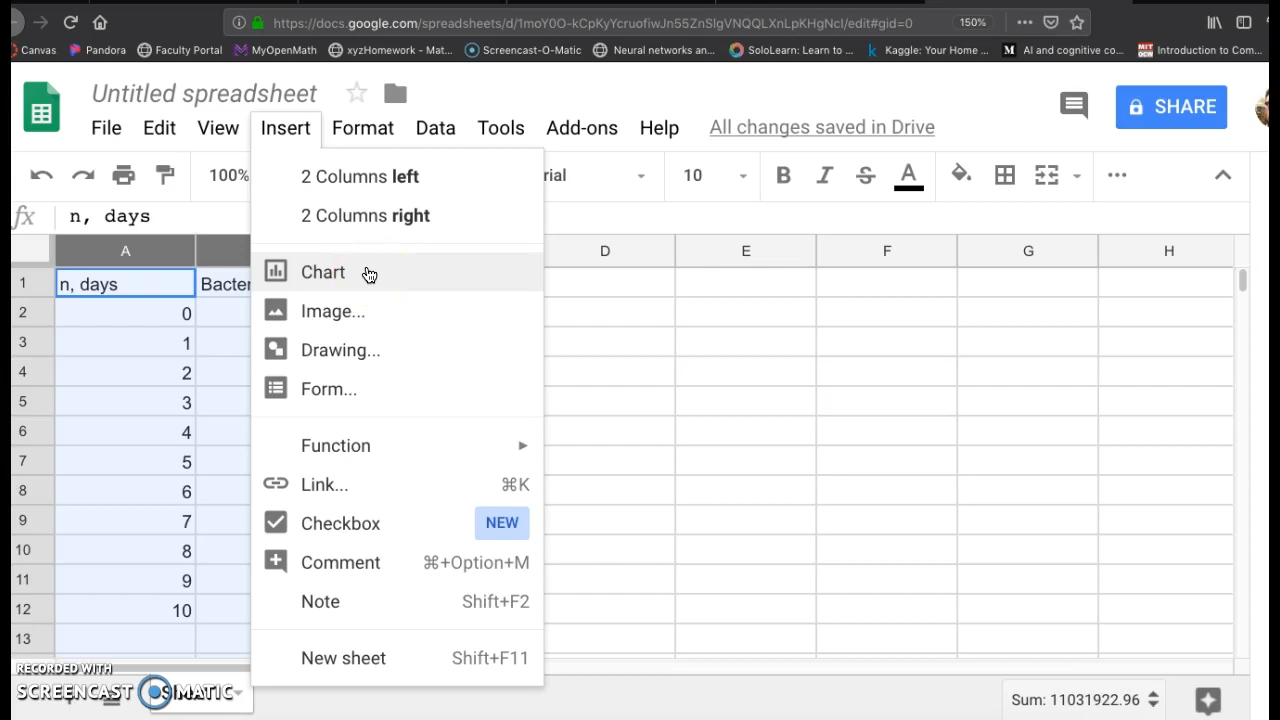 https://docs.google.com/spreadsheets/d/1moY0O-kCpKyYcruofiwJn55ZnSlgVNQQLXnLpKHgNcI/edit#gid=0 150%
Canvas Pandora Faculty Portal MyOpenMath xyzHomework - Mat... Screencast-O-Matic Neural networks an... SoloLearn: Learn to ... Kaggle: Your Home ... AI and cognitive co... Introduction to Com...
Untitled spreadsheet
SHARE
File Edit View Insert Format Data Tools Add-ons Help All changes saved in Drive
100% rial 10 B I S A
fx n, days
A D E F G H
1 n, days Bacter
2 0
3 1
4 2
5 3
6 4
7 5
8 6
9 7
10 8
11 9
12 10
13
2 Columns left
2 Columns right
Chart
Image...
Drawing...
Form...
Function
Link... ⌘K
Checkbox NEW
Comment ⌘+Option+M
Note Shift+F2
New sheet Shift+F11
RECORDED WITH
SCREENCAST MATIC
Sum: 11031922.96